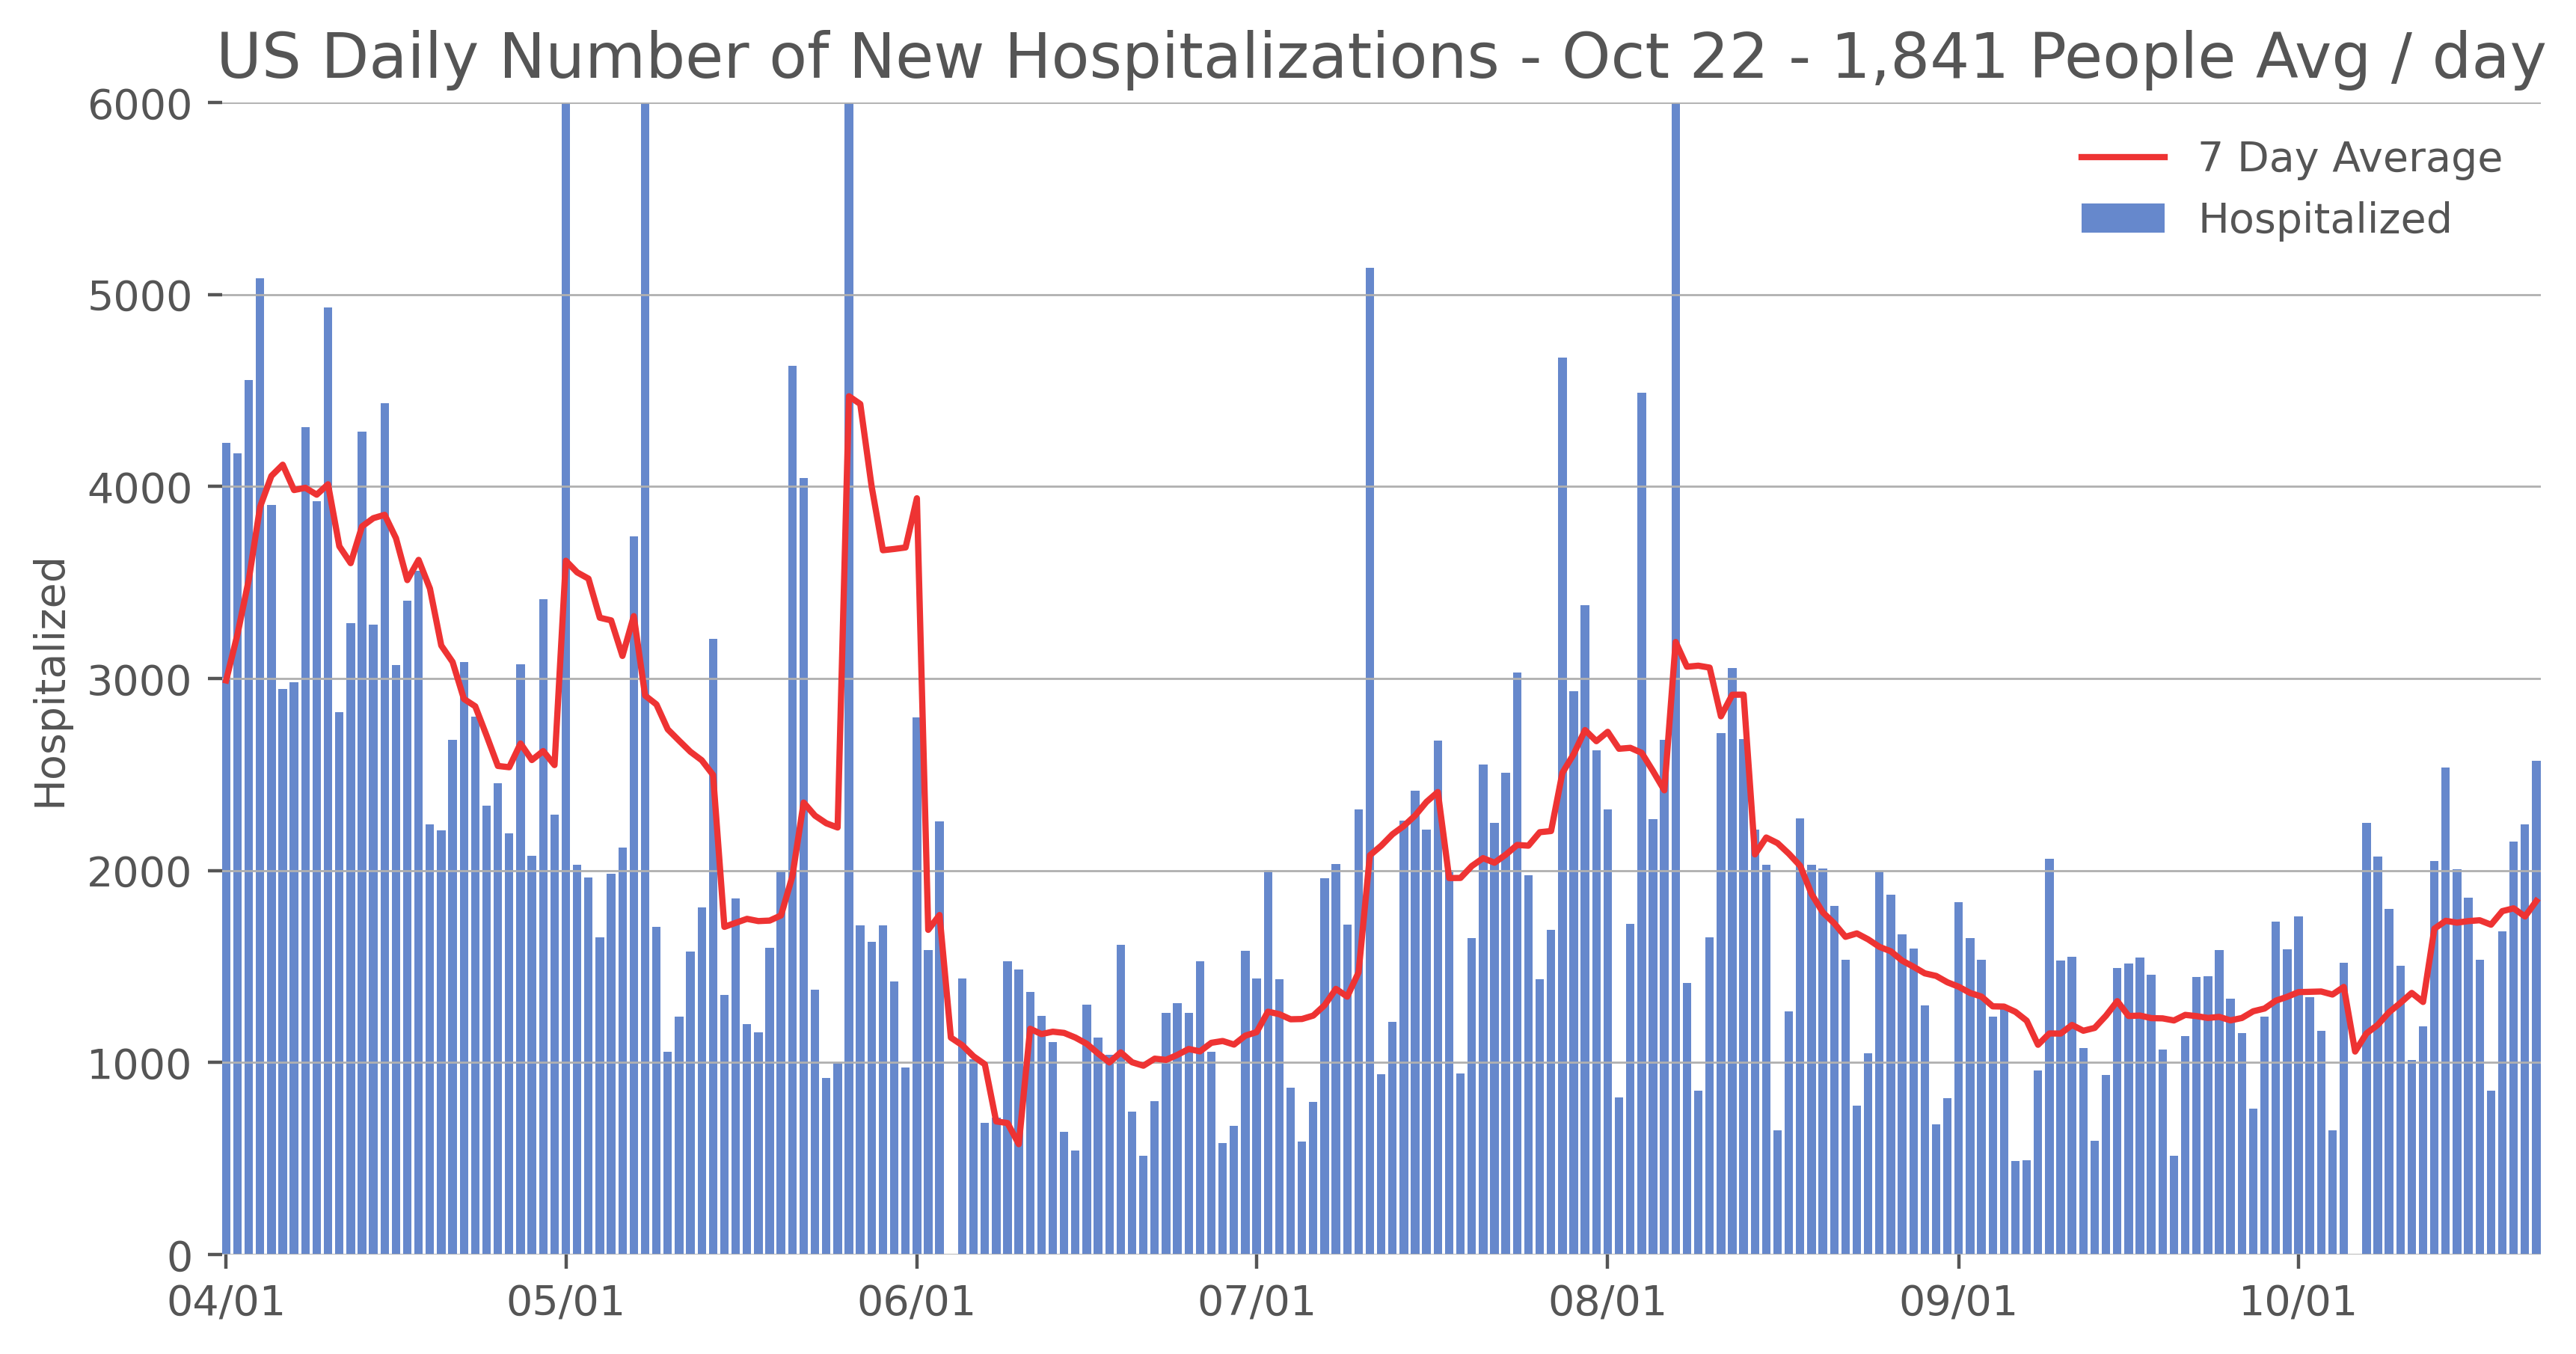 US Daily Number of New Hospitalizations - Oct 22 - 1,841 People Avg / day
6000
5000
4000
3000
2000
1000
0
Hospitalized
7 Day Average
Hospitalized
04/01 05/01 06/01 07/01 08/01 09/01 10/01